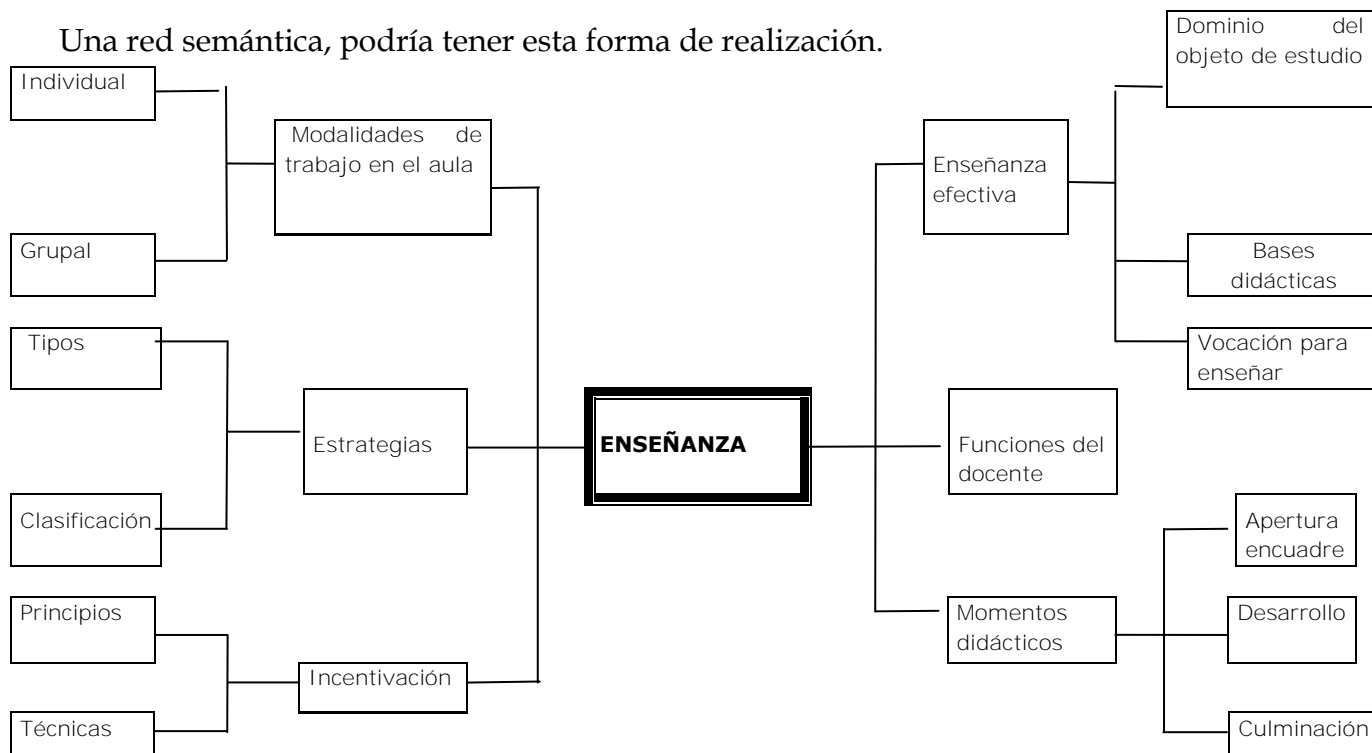 Una red semántica, podría tener esta forma de realización.
Individual
Modalidades de
trabajo en el aula
Grupal
Tipos
Estrategias
Clasificación
Principios
Incentivación
Técnicas
ENSEÑANZA
Dominio del
objeto de estudio
Enseñanza
efectiva
Bases
didácticas
Vocación para
enseñar
Funciones del
docente
Apertura
encuadre
Momentos
didácticos
Desarrollo
Culminación